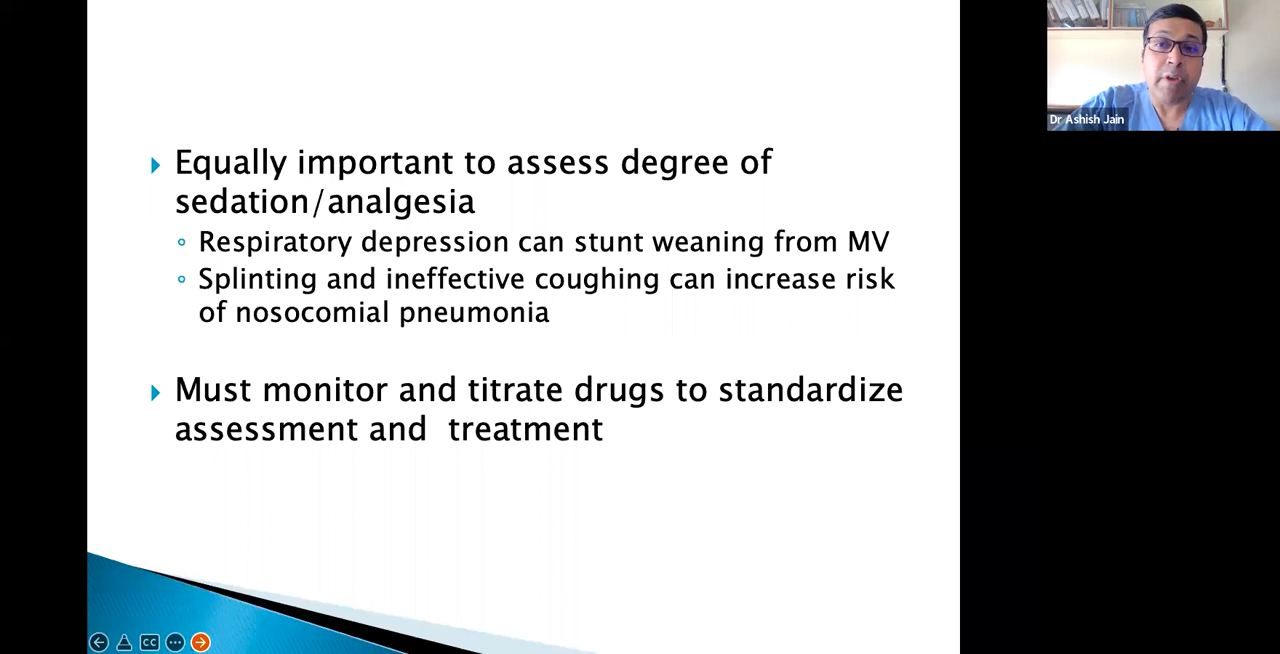 Equally important to assess degree of
sedation/analgesia
Respiratory depression can stunt weaning from MV
Splinting and ineffective coughing can increase risk
of nosocomial pneumonia
Must monitor and titrate drugs to standardize
assessment and  treatment
Dr Ashish Jain
CC